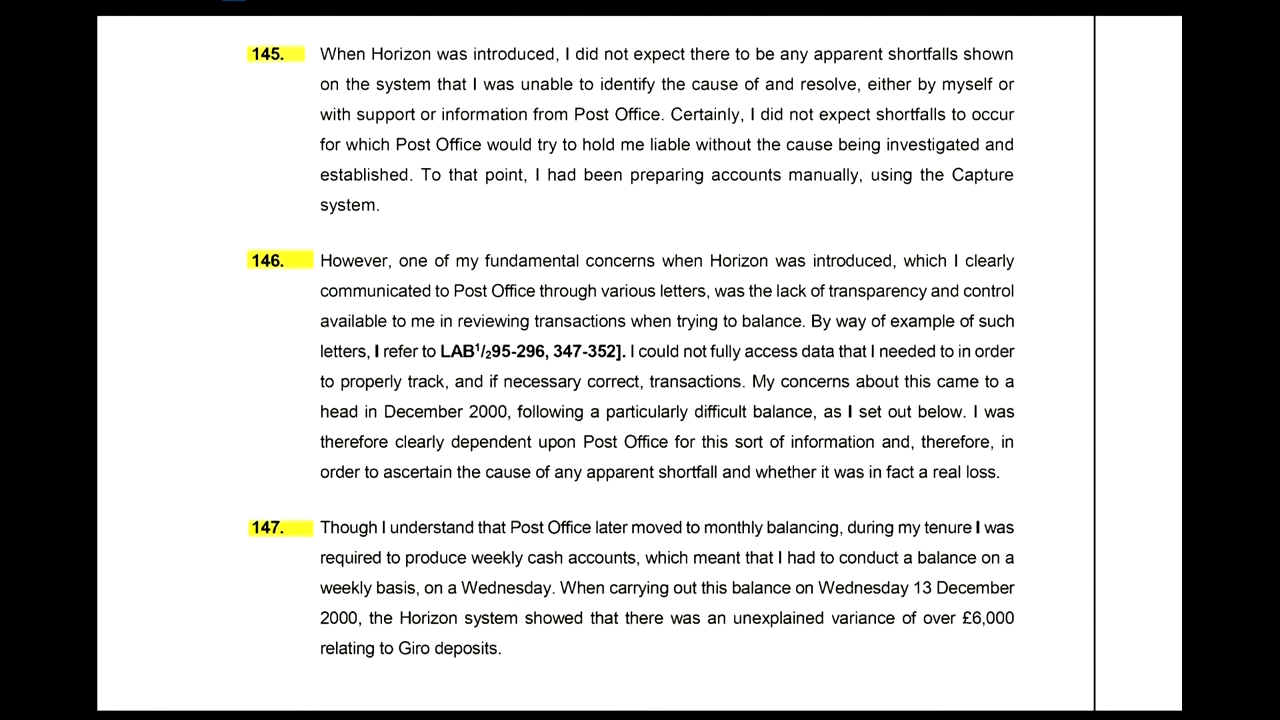 145. When Horizon was introduced, I did not expect there to be any apparent shortfalls shown
on the system that I was unable to identify the cause of and resolve, either by myself or
with support or information from Post Office. Certainly, I did not expect shortfalls to occur
for which Post Office would try to hold me liable without the cause being investigated and
established. To that point, I had been preparing accounts manually, using the Capture
system.
146. However, one of my fundamental concerns when Horizon was introduced, which I clearly
communicated to Post Office through various letters, was the lack of transparency and control
available to me in reviewing transactions when trying to balance. By way of example of such
letters, I refer to LAB¹/₂95-296, 347-352]. I could not fully access data that I needed to in order
to properly track, and if necessary correct, transactions. My concerns about this came to a
head in December 2000, following a particularly difficult balance, as I set out below. I was
therefore clearly dependent upon Post Office for this sort of information and, therefore, in
order to ascertain the cause of any apparent shortfall and whether it was in fact a real loss.
147. Though I understand that Post Office later moved to monthly balancing, during my tenure I was
required to produce weekly cash accounts, which meant that I had to conduct a balance on a
weekly basis, on a Wednesday. When carrying out this balance on Wednesday 13 December
2000, the Horizon system showed that there was an unexplained variance of over £6,000
relating to Giro deposits.